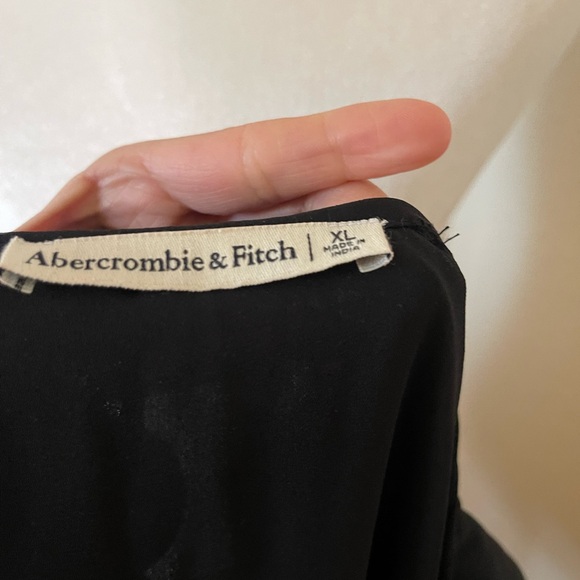 Abercrombie & Fitch | XL
MADE IN
INDIA